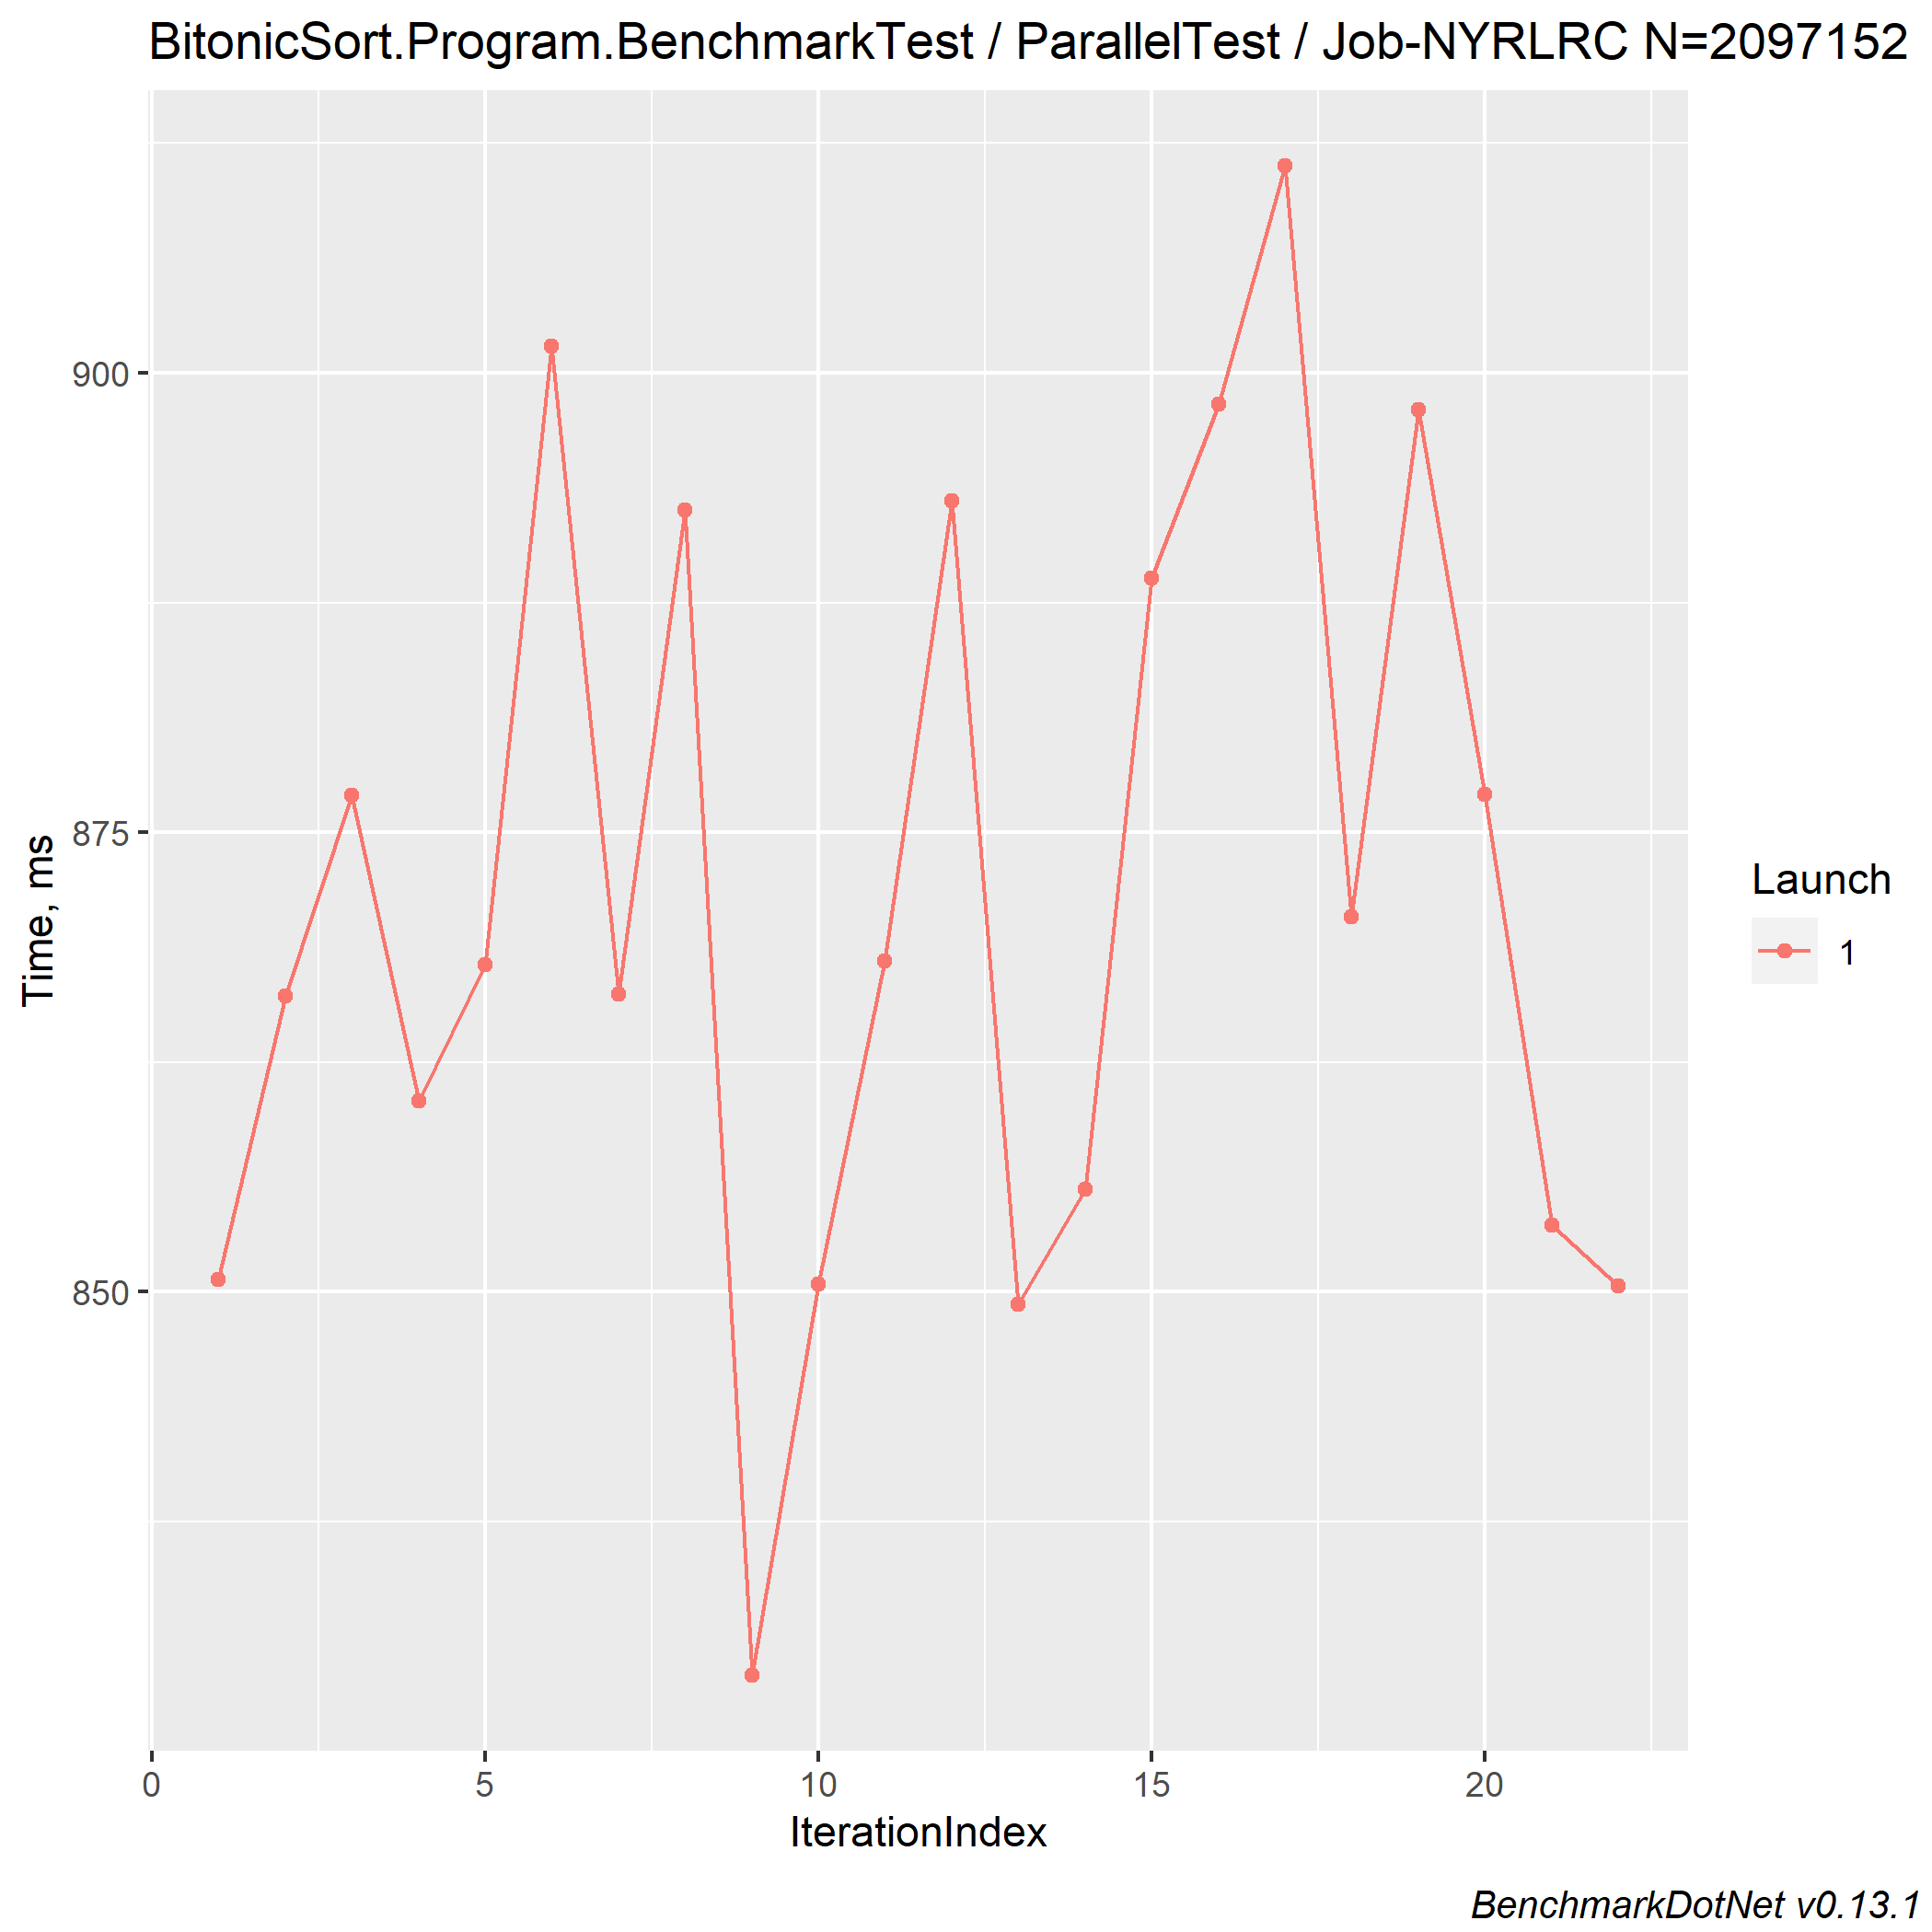 BitonicSort.Program.BenchmarkTest / ParallelTest / Job-NYRLRC N=2097152
900
875
850
Time, ms
0 5 10 15 20
IterationIndex
Launch
1
BenchmarkDotNet v0.13.1